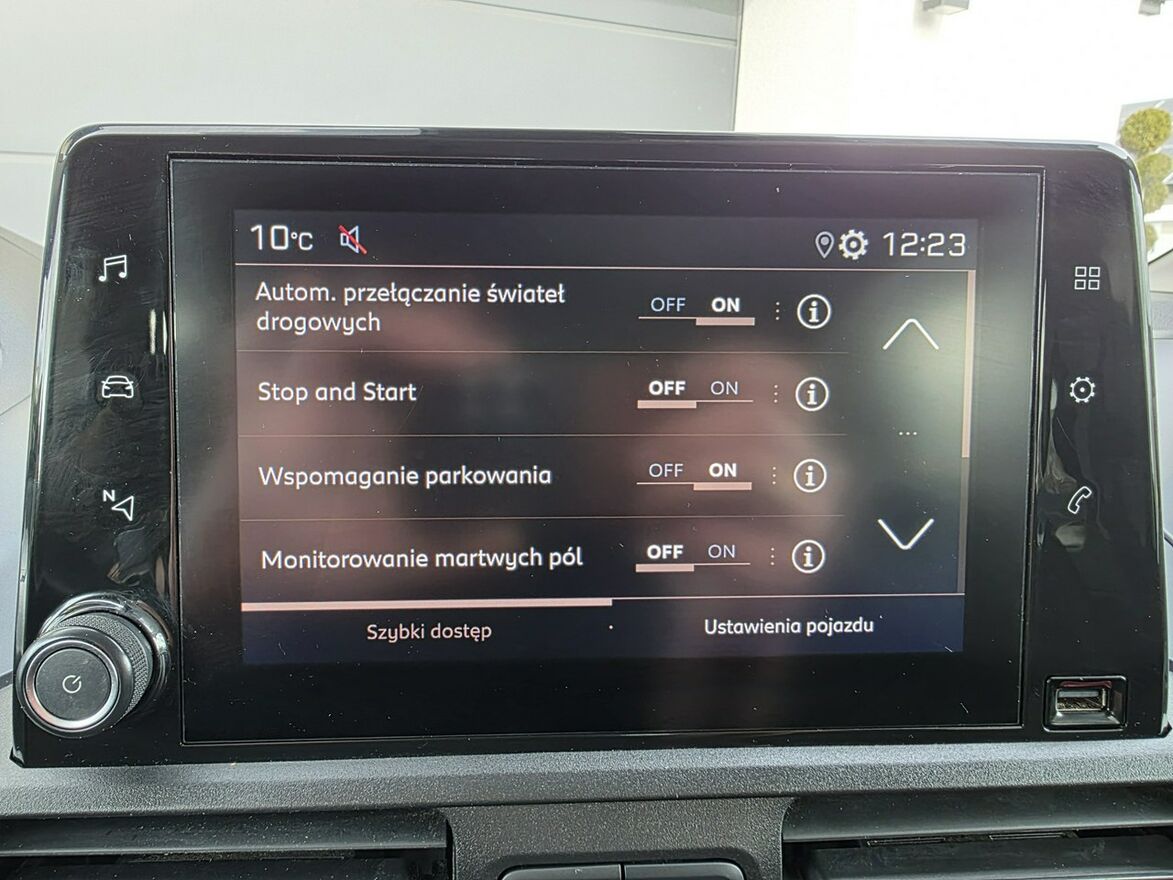 10°C 12:23
Autom. przełączanie świateł
drogowych
OFF ON
Stop and Start
OFF ON
Wspomaganie parkowania
OFF ON
Monitorowanie martwych pól
OFF ON
Szybki dostęp
Ustawienia pojazdu
N